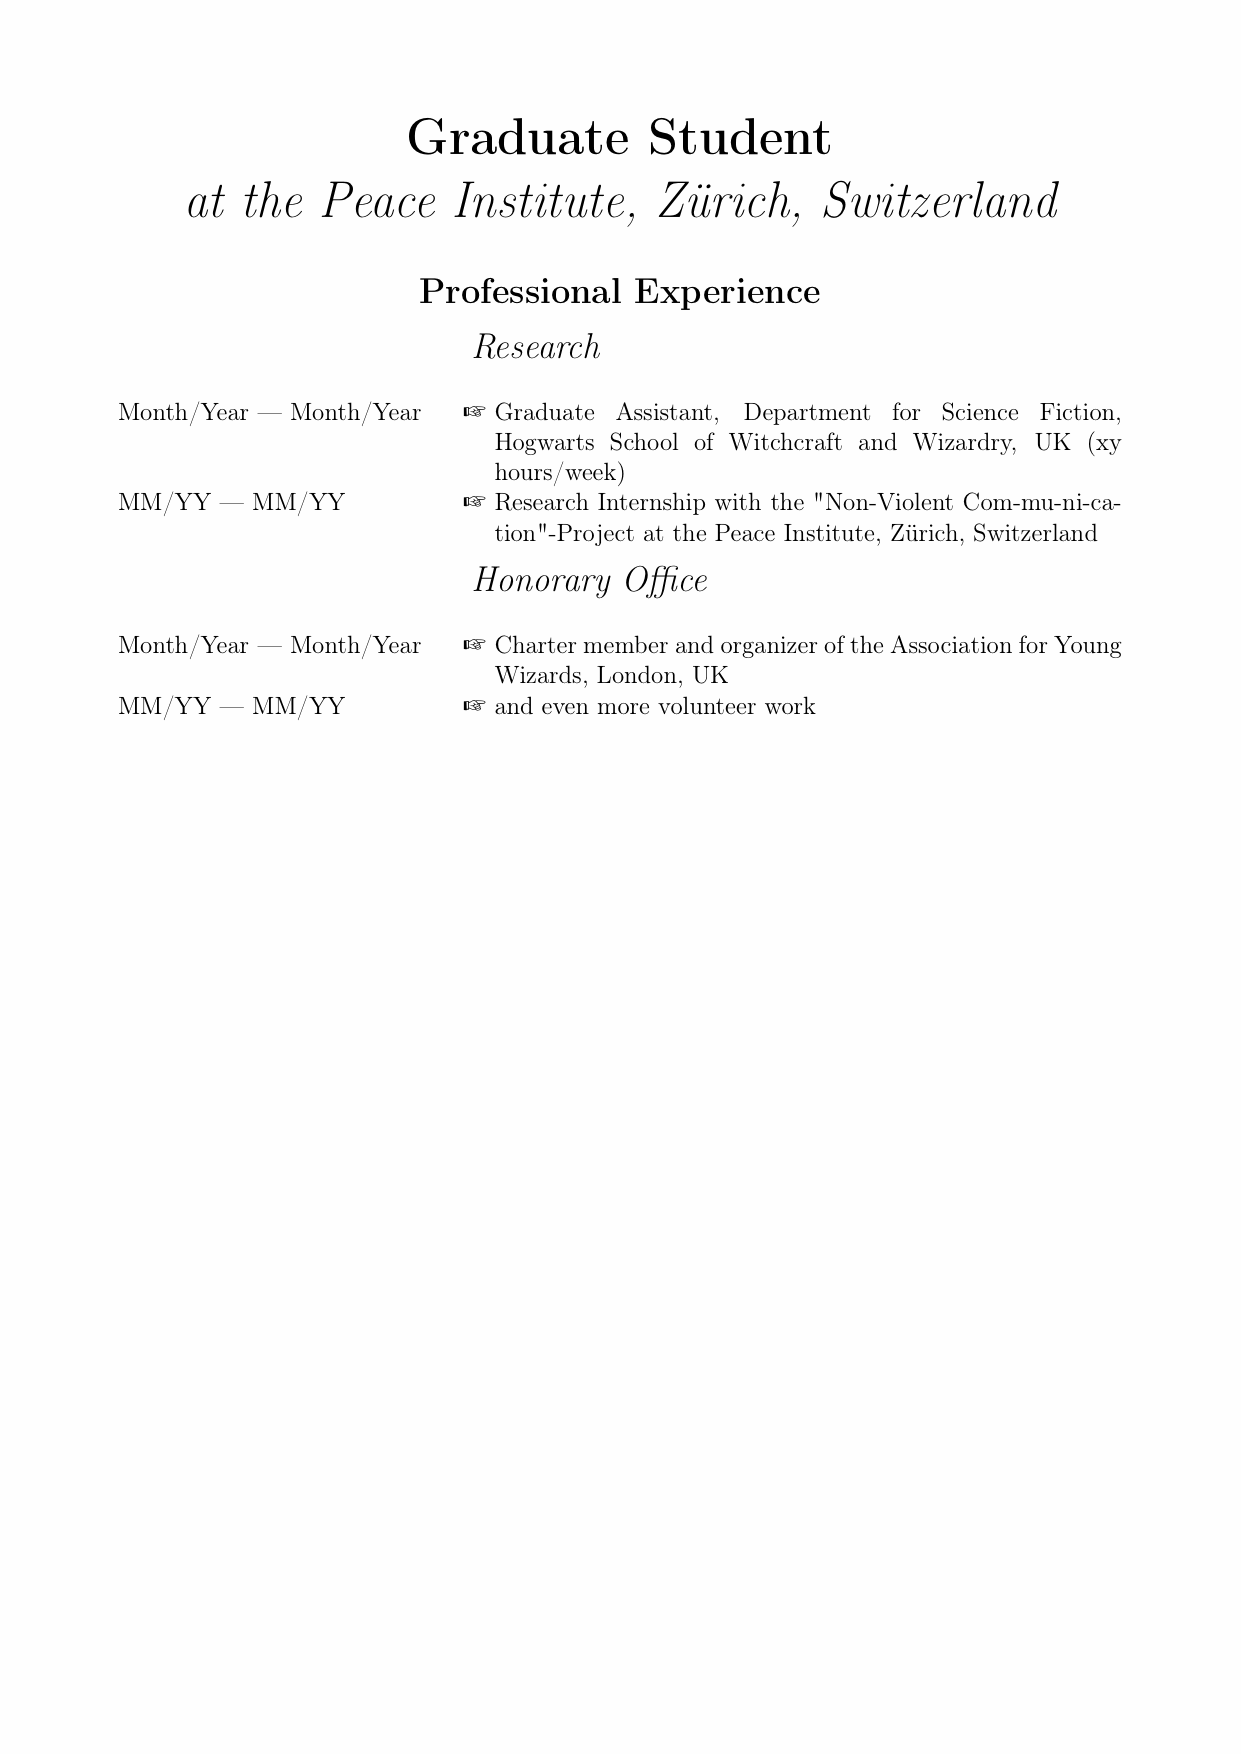 Graduate Student
at the Peace Institute, Zürich, Switzerland
Professional Experience
Research
Month/Year — Month/Year ☞ Graduate Assistant, Department for Science Fiction,
Hogwarts School of Witchcraft and Wizardry, UK (xy
hours/week)
MM/YY — MM/YY ☞ Research Internship with the "Non-Violent Com-mu-ni-ca-
tion"-Project at the Peace Institute, Zürich, Switzerland
Honorary Office
Month/Year — Month/Year ☞ Charter member and organizer of the Association for Young
Wizards, London, UK
MM/YY — MM/YY ☞ and even more volunteer work